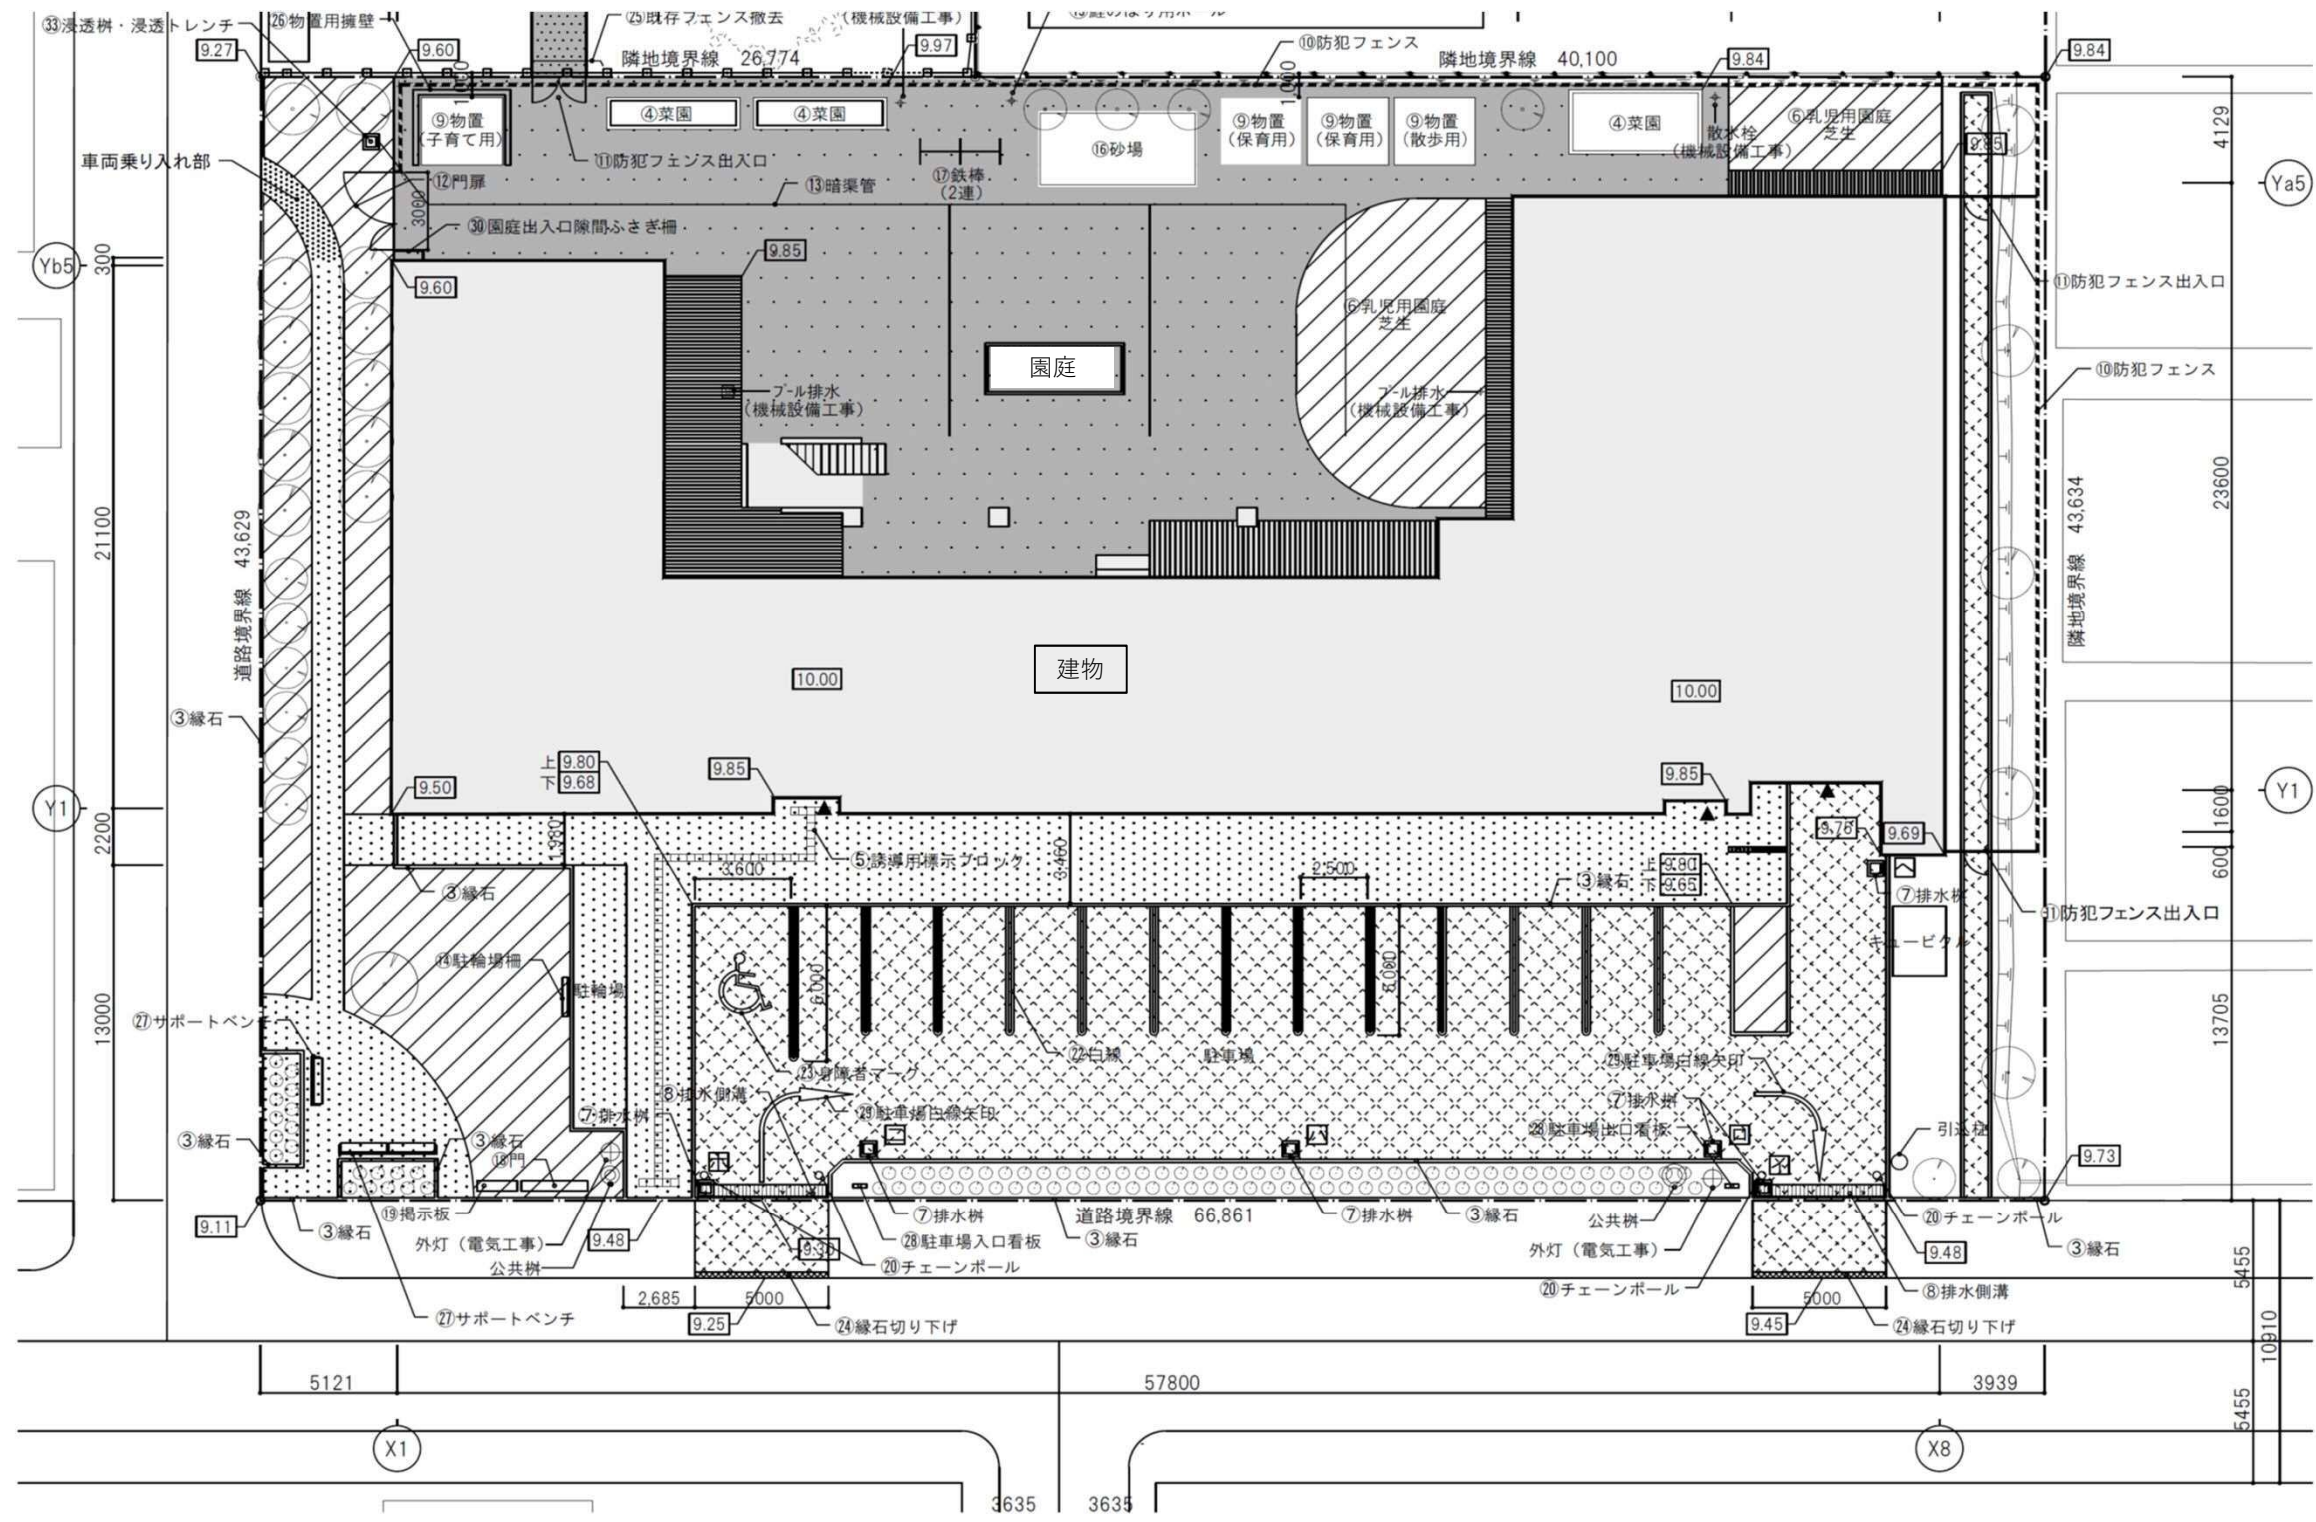 ㉝浸透桝・浸透トレンチ
㉖物置用擁壁
㉕既存フェンス撤去
(機械設備工事)
9.27
9.60
隣地境界線 26,774
9.97
⑩防犯フェンス
隣地境界線 40,100
9.84
9.84
1,000
⑨物置
(子育て用)
④菜園
④菜園
1,000
⑨物置
(保育用)
⑨物置
(保育用)
⑨物置
(散歩用)
④菜園
散水栓
(機械設備工事)
⑥乳児用園庭
芝生
9.85
4129
車両乗り入れ部
⑪防犯フェンス出入口
⑯砂場
⑫門扉
⑬暗渠管
⑰鉄棒
(2連)
Ya5
3000
㉚園庭出入口隙間ふさぎ柵
9.85
Yb5
300
9.60
⑪防犯フェンス出入口
⑥乳児用園庭
芝生
園庭
⑩防犯フェンス
プール排水
(機械設備工事)
プール排水
(機械設備工事)
21100
道路境界線 43,629
隣地境界線 43,634
23600
建物
10.00
10.00
③縁石
上 9.80
下 9.68
9.85
9.85
9.50
Y1
Y1
2200
1,980
3,460
9.76
9.69
1600
600
⑤誘導用標示ブロック
3,600
2,500
③縁石
上 9.80
下 9.65
③縁石
⑦排水桝
⑪防犯フェンス出入口
キュービクル
⑭駐輪場柵
駐輪場
6,000
13000
13705
㉗サポートベンチ
㉒白線
駐車場
㉙駐車場白線矢印
㉓身障者マーク
⑧排水側溝
⑦排水桝
㉙駐車場白線矢印
⑦排水桝
㉘駐車場出口看板
引込柱
③縁石
③縁石
⑱門
9.73
⑲掲示板
9.11
③縁石
外灯(電気工事)
9.48
公共桝
⑦排水桝
道路境界線 66,861
⑦排水桝
③縁石
公共桝
⑳チェーンポール
9.30
㉘駐車場入口看板
③縁石
外灯(電気工事)
9.48
③縁石
⑳チェーンポール
⑳チェーンポール
⑧排水側溝
2,685
5000
5000
㉗サポートベンチ
9.25
㉔縁石切り下げ
9.45
㉔縁石切り下げ
5455
10910
5455
5121
57800
3939
X1
X8
3635
3635